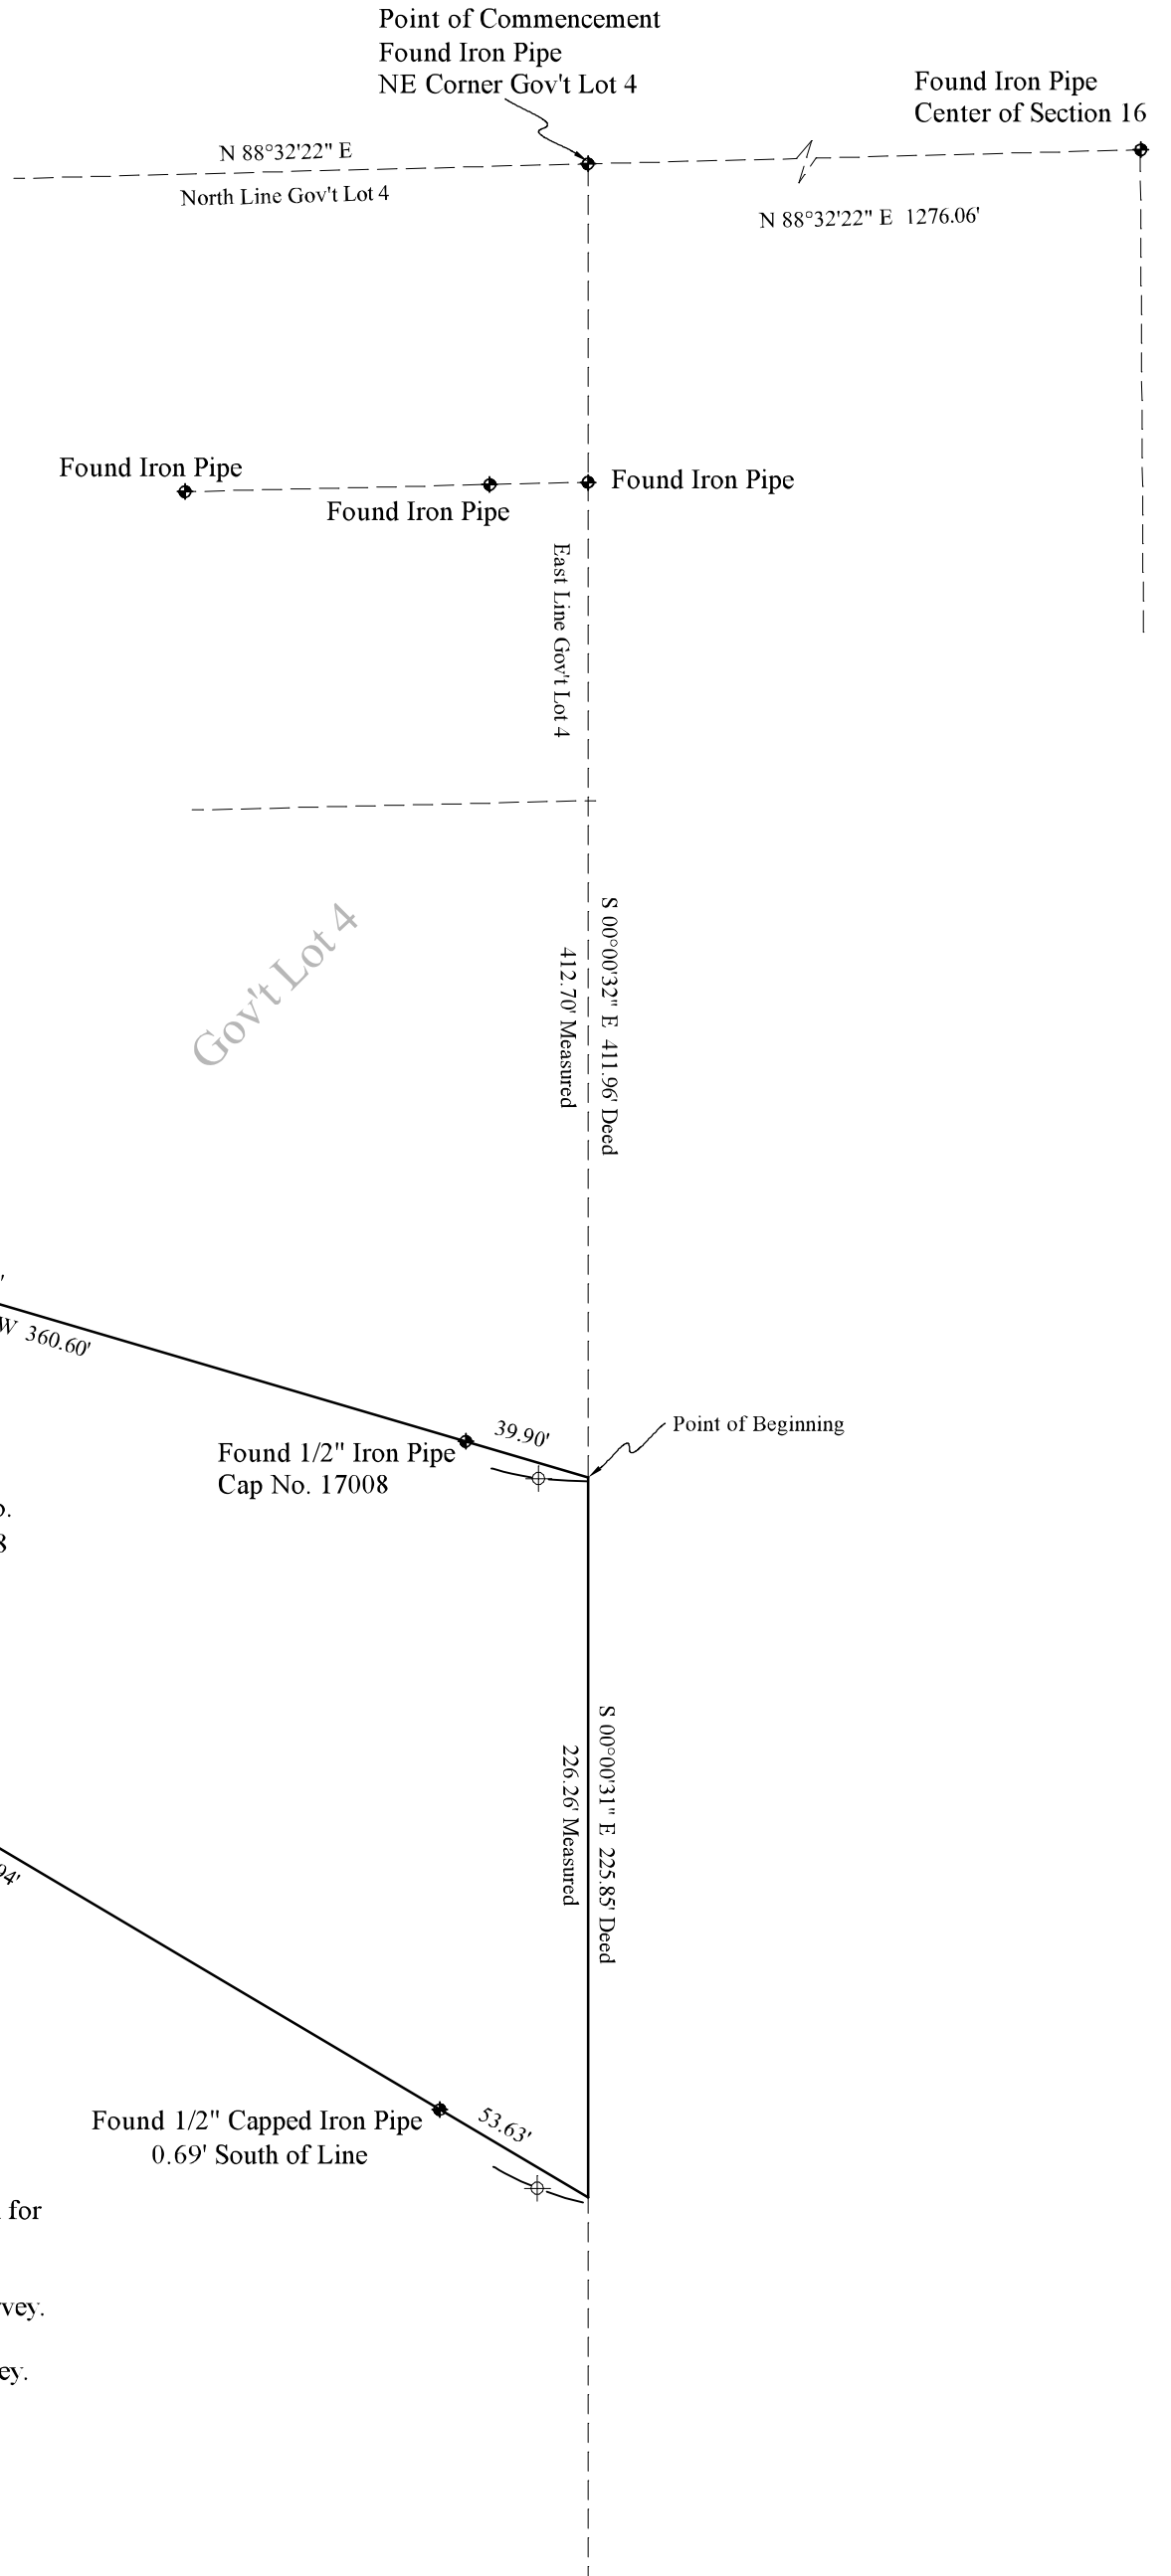 Point of Commencement
Found Iron Pipe
NE Corner Gov't Lot 4
Found Iron Pipe
Center of Section 16
N 88°32'22" E
North Line Gov't Lot 4
N 88°32'22" E 1276.06'
Found Iron Pipe
Found Iron Pipe
Found Iron Pipe
East Line Gov't Lot 4
Gov't Lot 4
S 00°00'32" E 411.96' Deed
412.70' Measured
W 360.60'
39.90'
Point of Beginning
Found 1/2" Iron Pipe
Cap No. 17008
S 00°00'31" E 225.85' Deed
226.26' Measured
94'
Found 1/2" Capped Iron Pipe
0.69' South of Line
53.63'
for
vey.
ey.